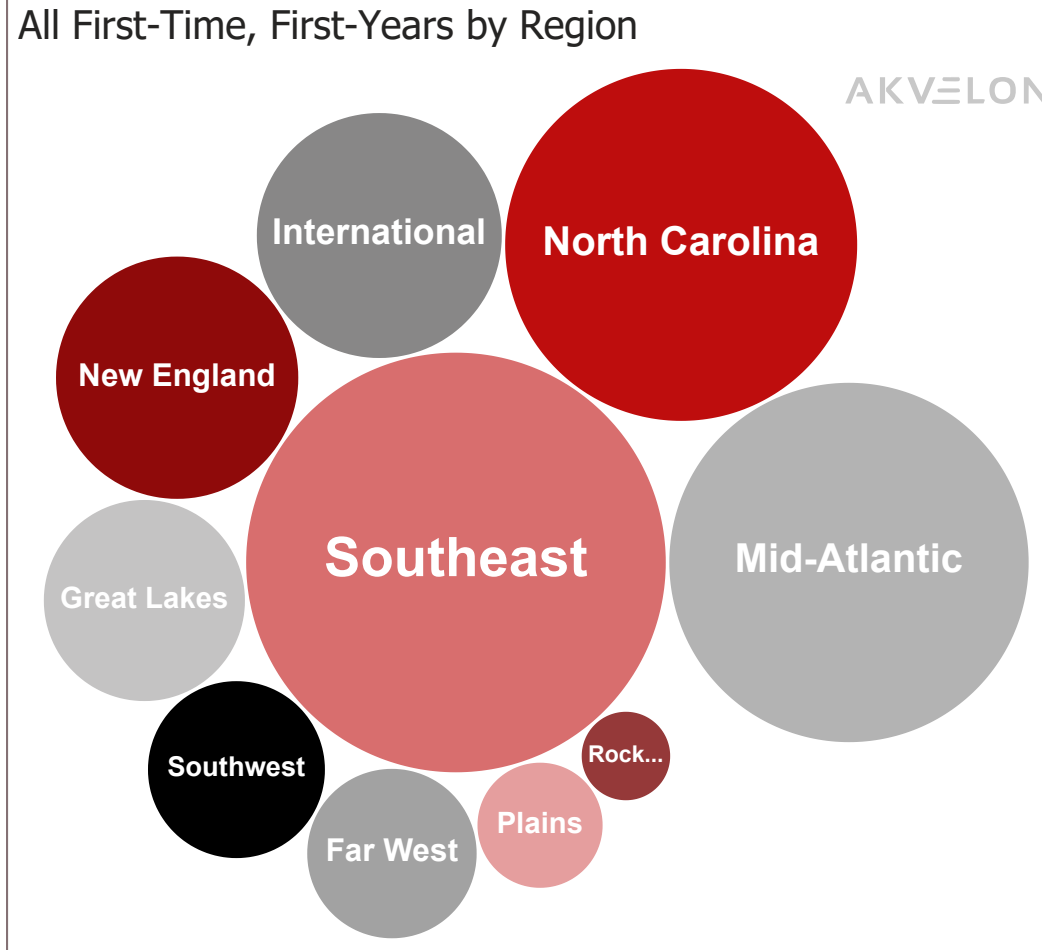 All First-Time, First-Years by Region
AKVELON
International
North Carolina
New England
Southeast
Mid-Atlantic
Great Lakes
Southwest
Rock...
Plains
Far West